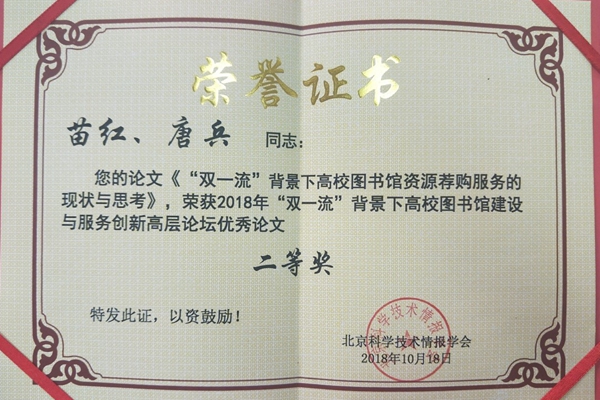 荣誉证书
苗红、唐兵 同志：
您的论文《“双一流”背景下高校图书馆资源荐购服务的
现状与思考》，荣获2018年“双一流”背景下高校图书馆建设
与服务创新高层论坛优秀论文
二等奖
特发此证，以资鼓励！
北京科学技术情报学会
2018年10月18日